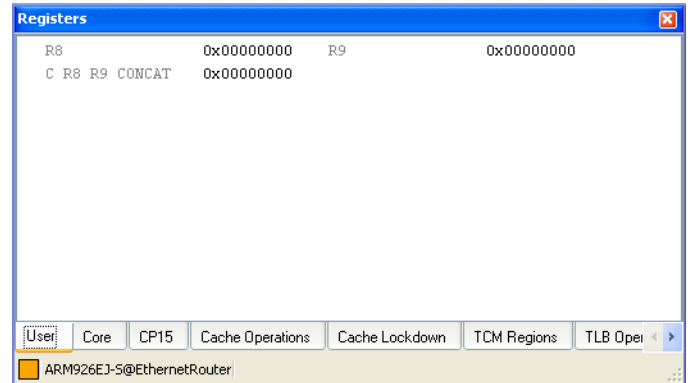 Registers
R8 0x00000000 R9 0x00000000
C R8 R9 CONCAT 0x00000000
User Core CP15 Cache Operations Cache Lockdown TCM Regions TLB Oper
ARM926EJ-S@EthernetRouter